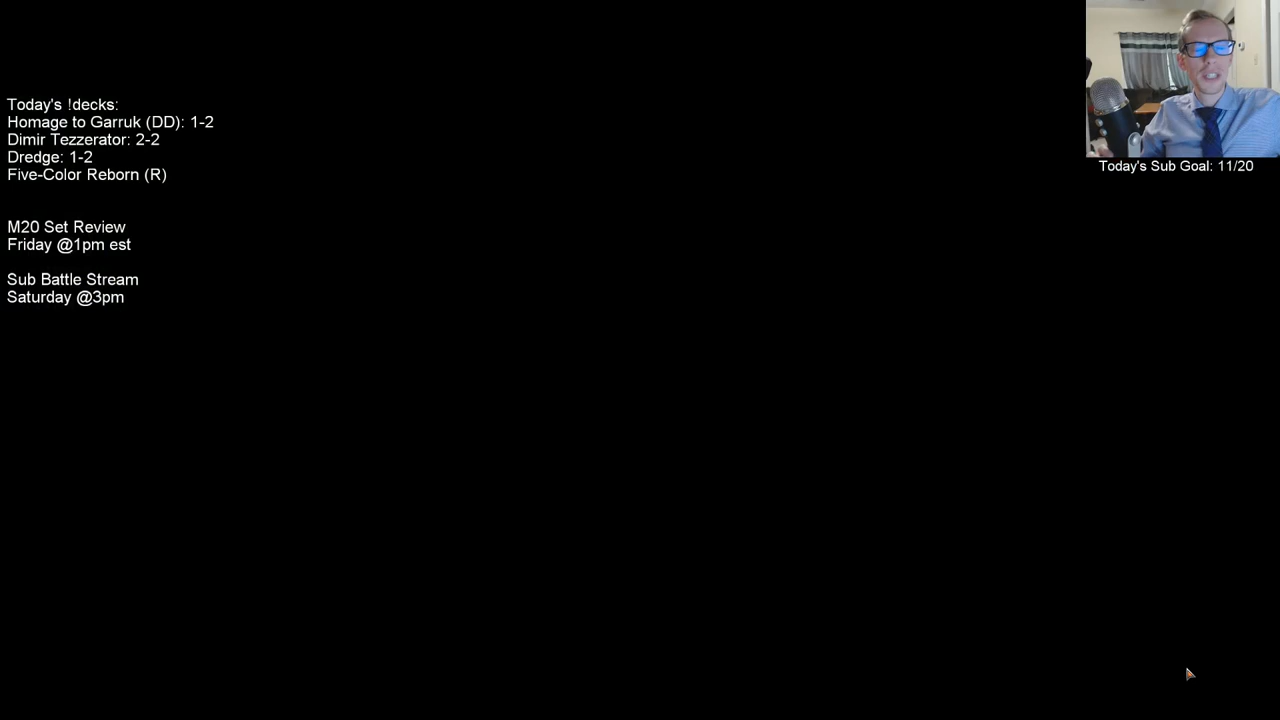 Today's !decks:
Homage to Garruk (DD): 1-2
Dimir Tezzerator: 2-2
Dredge: 1-2
Five-Color Reborn (R)
M20 Set Review
Friday @1pm est
Sub Battle Stream
Saturday @3pm
Today's Sub Goal: 11/20